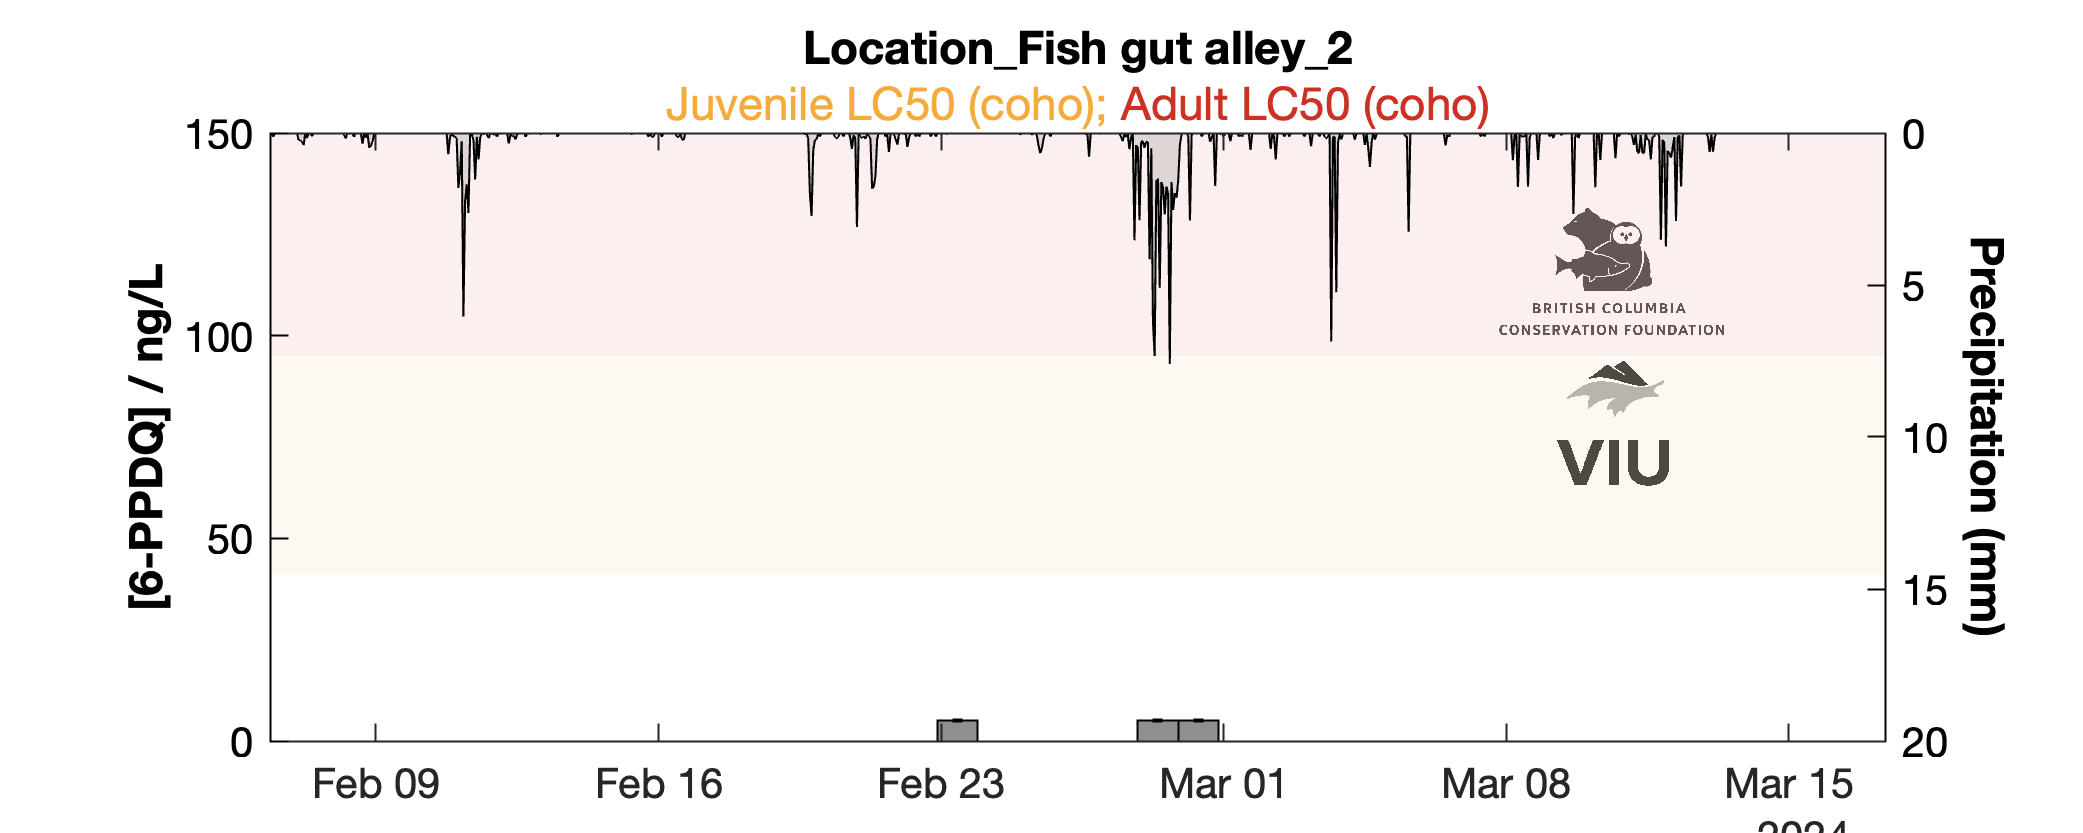 Location_Fish gut alley_2
Juvenile LC50 (coho); Adult LC50 (coho)
150
100
50
0
[6-PPDQ] / ng/L
0
5
10
15
20
Precipitation (mm)
BRITISH COLUMBIA
CONSERVATION FOUNDATION
VIU
Feb 09 Feb 16 Feb 23 Mar 01 Mar 08 Mar 15
2024